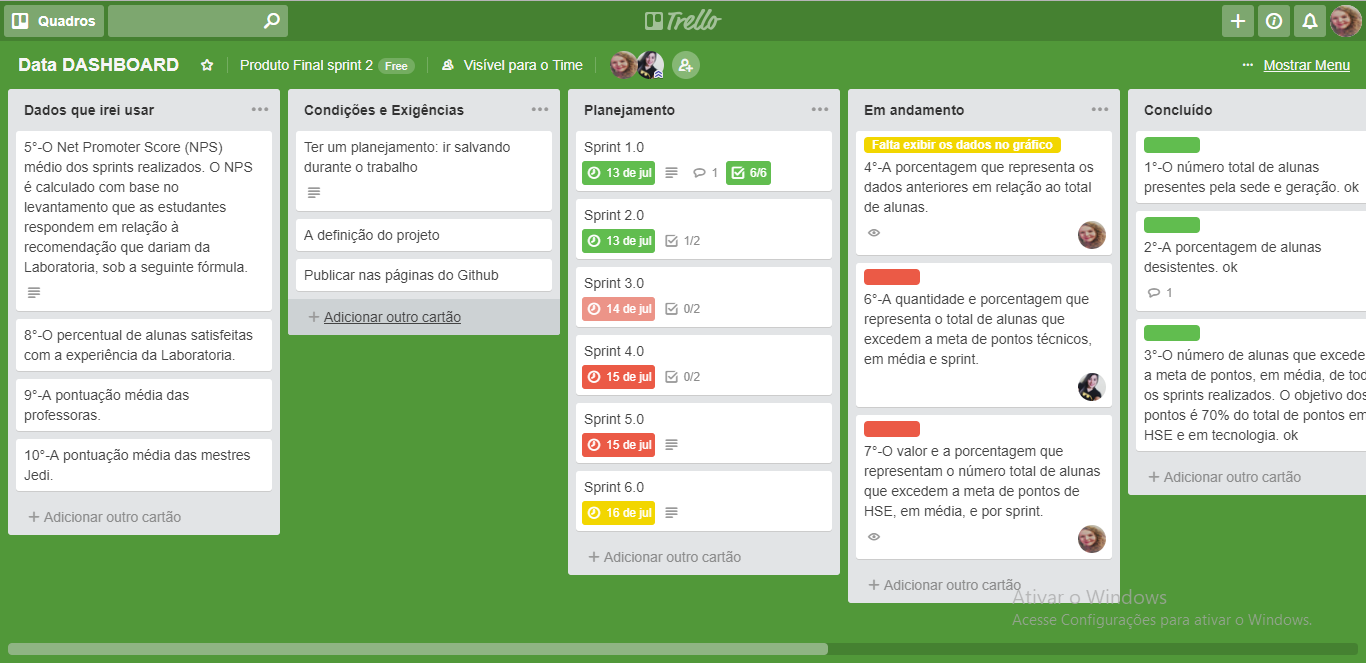 Quadros
Trello
Data DASHBOARD
Produto Final sprint 2 Free
Visível para o Time
Mostrar Menu
Dados que irei usar
5°-O Net Promoter Score (NPS)
médio dos sprints realizados. O NPS
é calculado com base no
levantamento que as estudantes
respondem em relação à
recomendação que dariam da
Laboratoria, sob a seguinte fórmula.
8°-O percentual de alunas satisfeitas
com a experiência da Laboratoria.
9°-A pontuação média das
professoras.
10°-A pontuação média das mestres
Jedi.
+ Adicionar outro cartão
Condições e Exigências
Ter um planejamento: ir salvando
durante o trabalho
A definição do projeto
Publicar nas páginas do Github
+ Adicionar outro cartão
Planejamento
Sprint 1.0
13 de jul 1 6/6
Sprint 2.0
13 de jul 1/2
Sprint 3.0
14 de jul 0/2
Sprint 4.0
15 de jul 0/2
Sprint 5.0
15 de jul
Sprint 6.0
16 de jul
+ Adicionar outro cartão
Em andamento
Falta exibir os dados no gráfico
4°-A porcentagem que representa os
dados anteriores em relação ao total
de alunas.
6°-A quantidade e porcentagem que
representa o total de alunas que
excedem a meta de pontos técnicos,
em média e sprint.
7°-O valor e a porcentagem que
representam o número total de alunas
que excedem a meta de pontos de
HSE, em média, e por sprint.
+ Adicionar outro cartão
Concluído
1°-O número total de alunas
presentes pela sede e geração. ok
2°-A porcentagem de alunas
desistentes. ok
1
3°-O número de alunas que excede
a meta de pontos, em média, de tod
os sprints realizados. O objetivo dos
pontos é 70% do total de pontos em
HSE e em tecnologia. ok
+ Adicionar outro cartão
Ativar o Windows
Acesse Configurações para ativar o Windows.